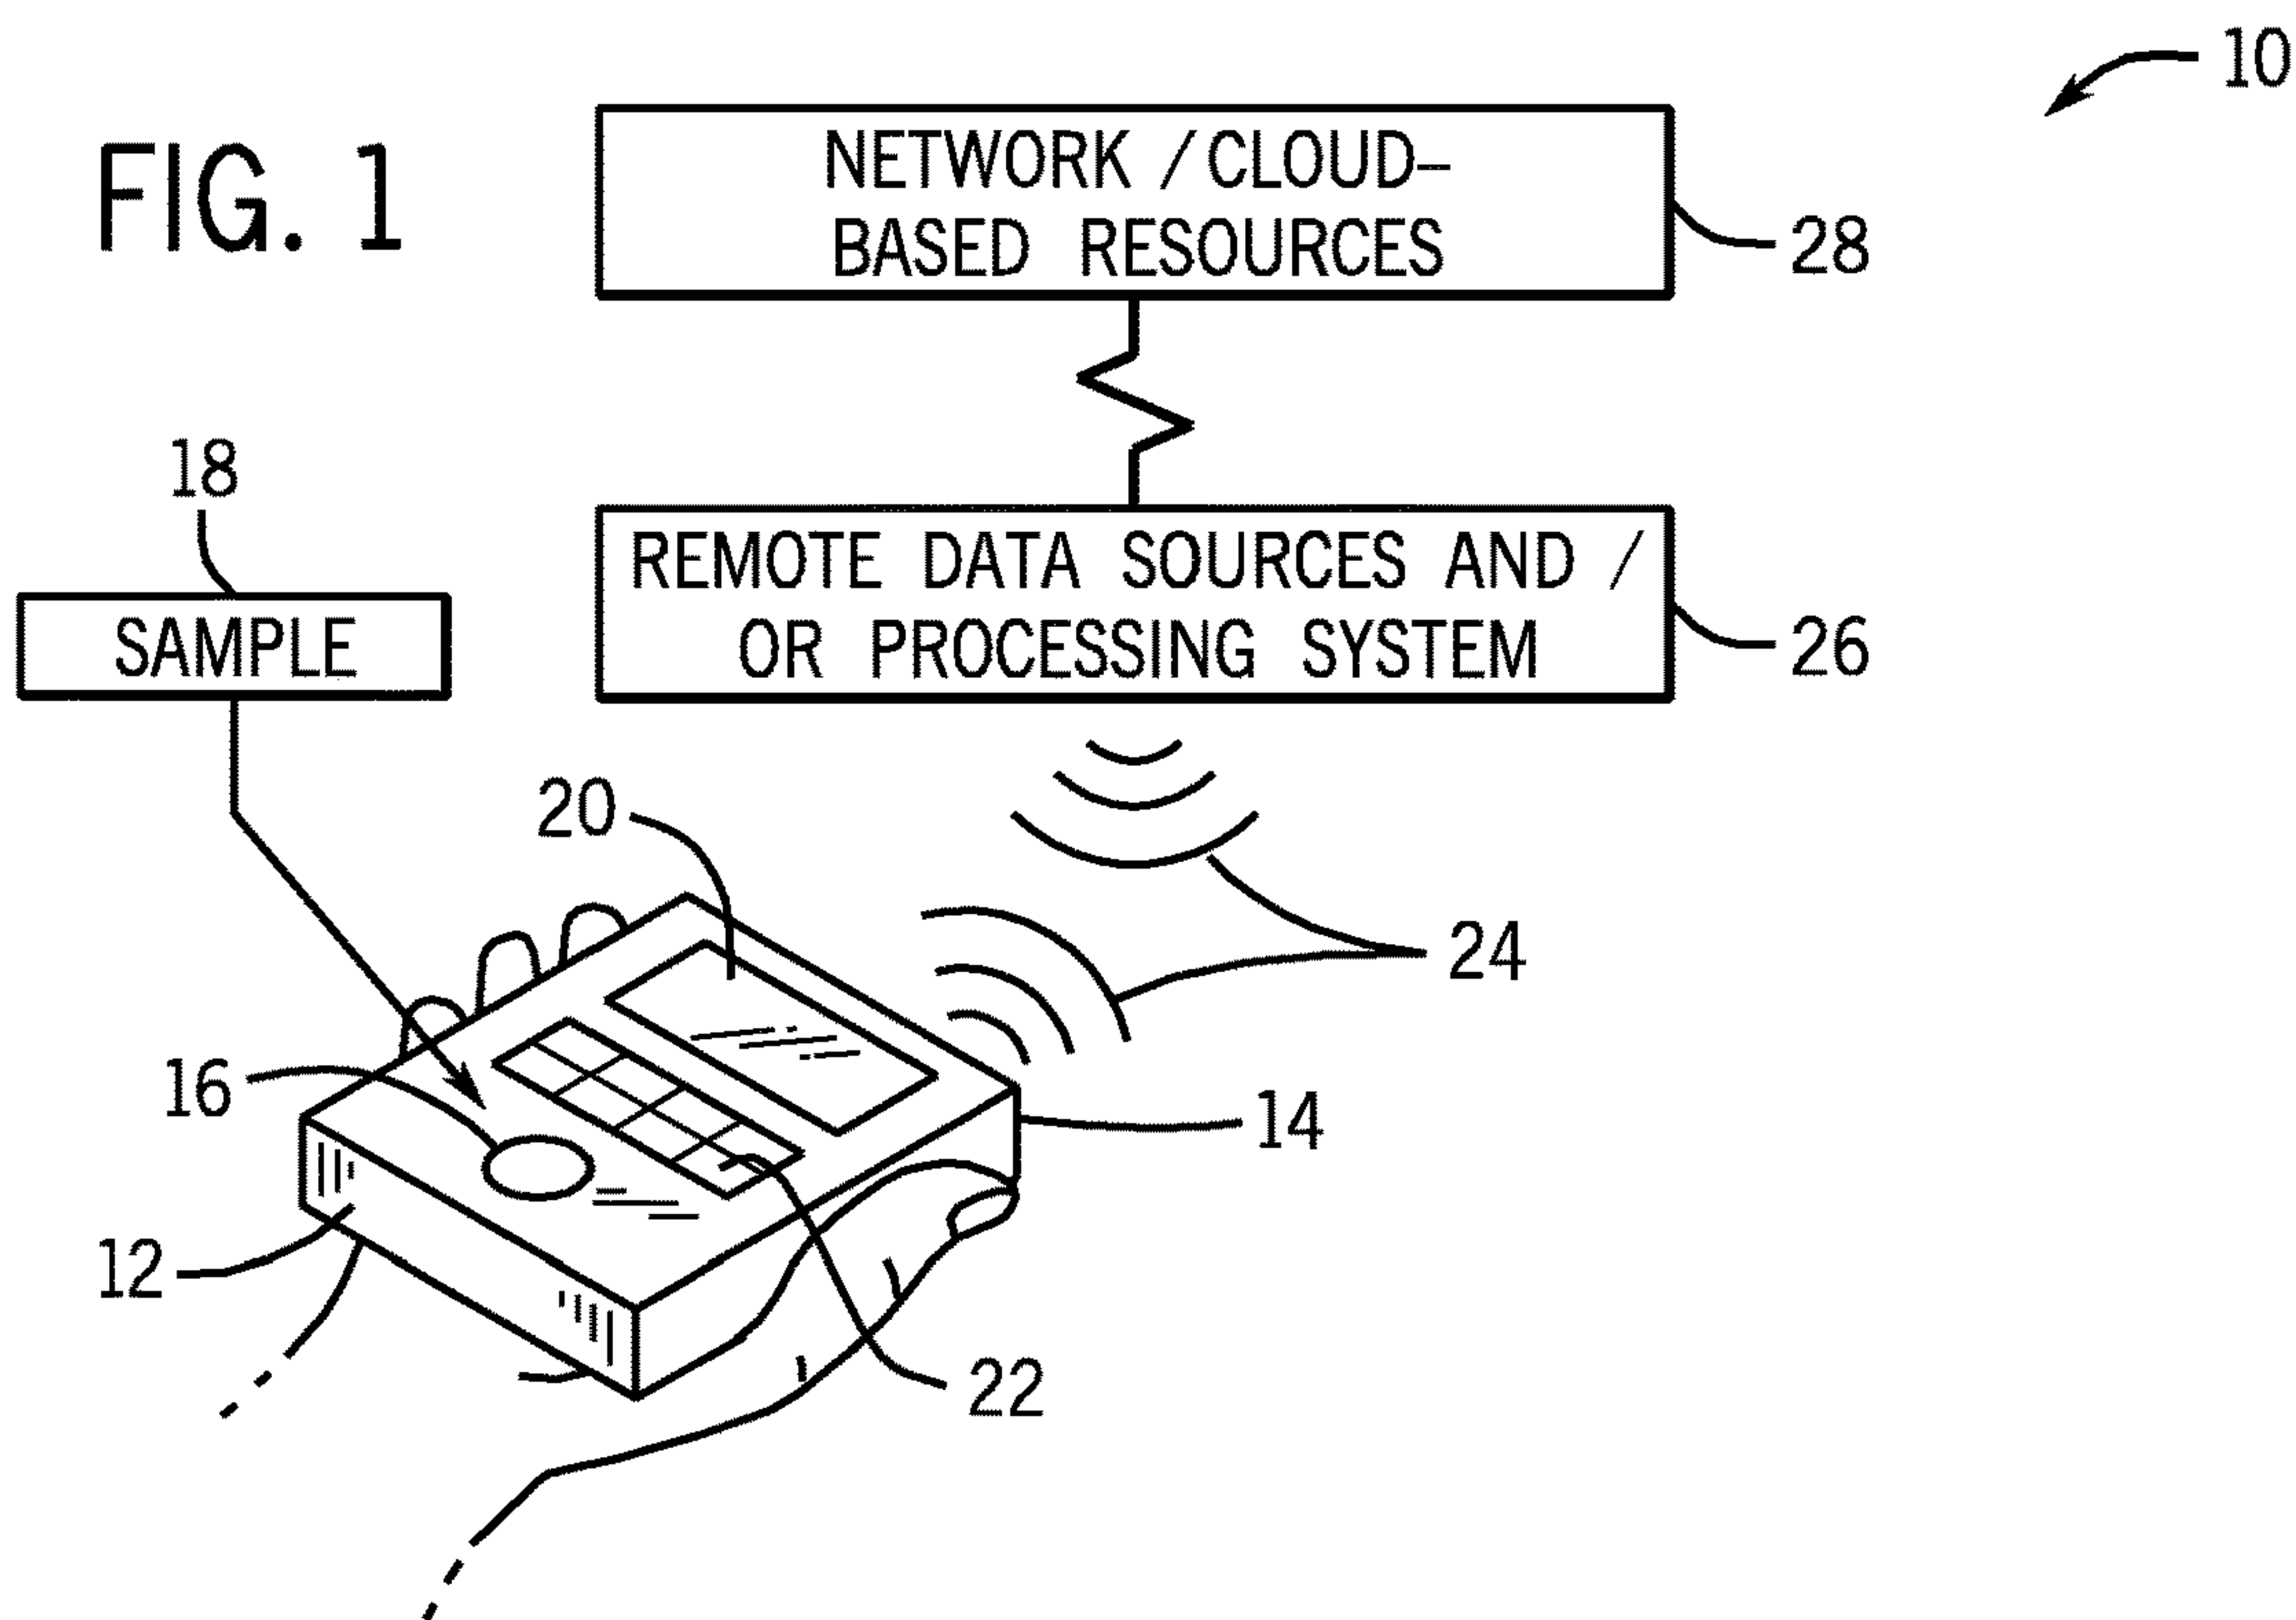 10
FIG. 1
NETWORK / CLOUD-
BASED RESOURCES
28
18
REMOTE DATA SOURCES AND /
OR PROCESSING SYSTEM
SAMPLE
26
20
24
16
14
12
22